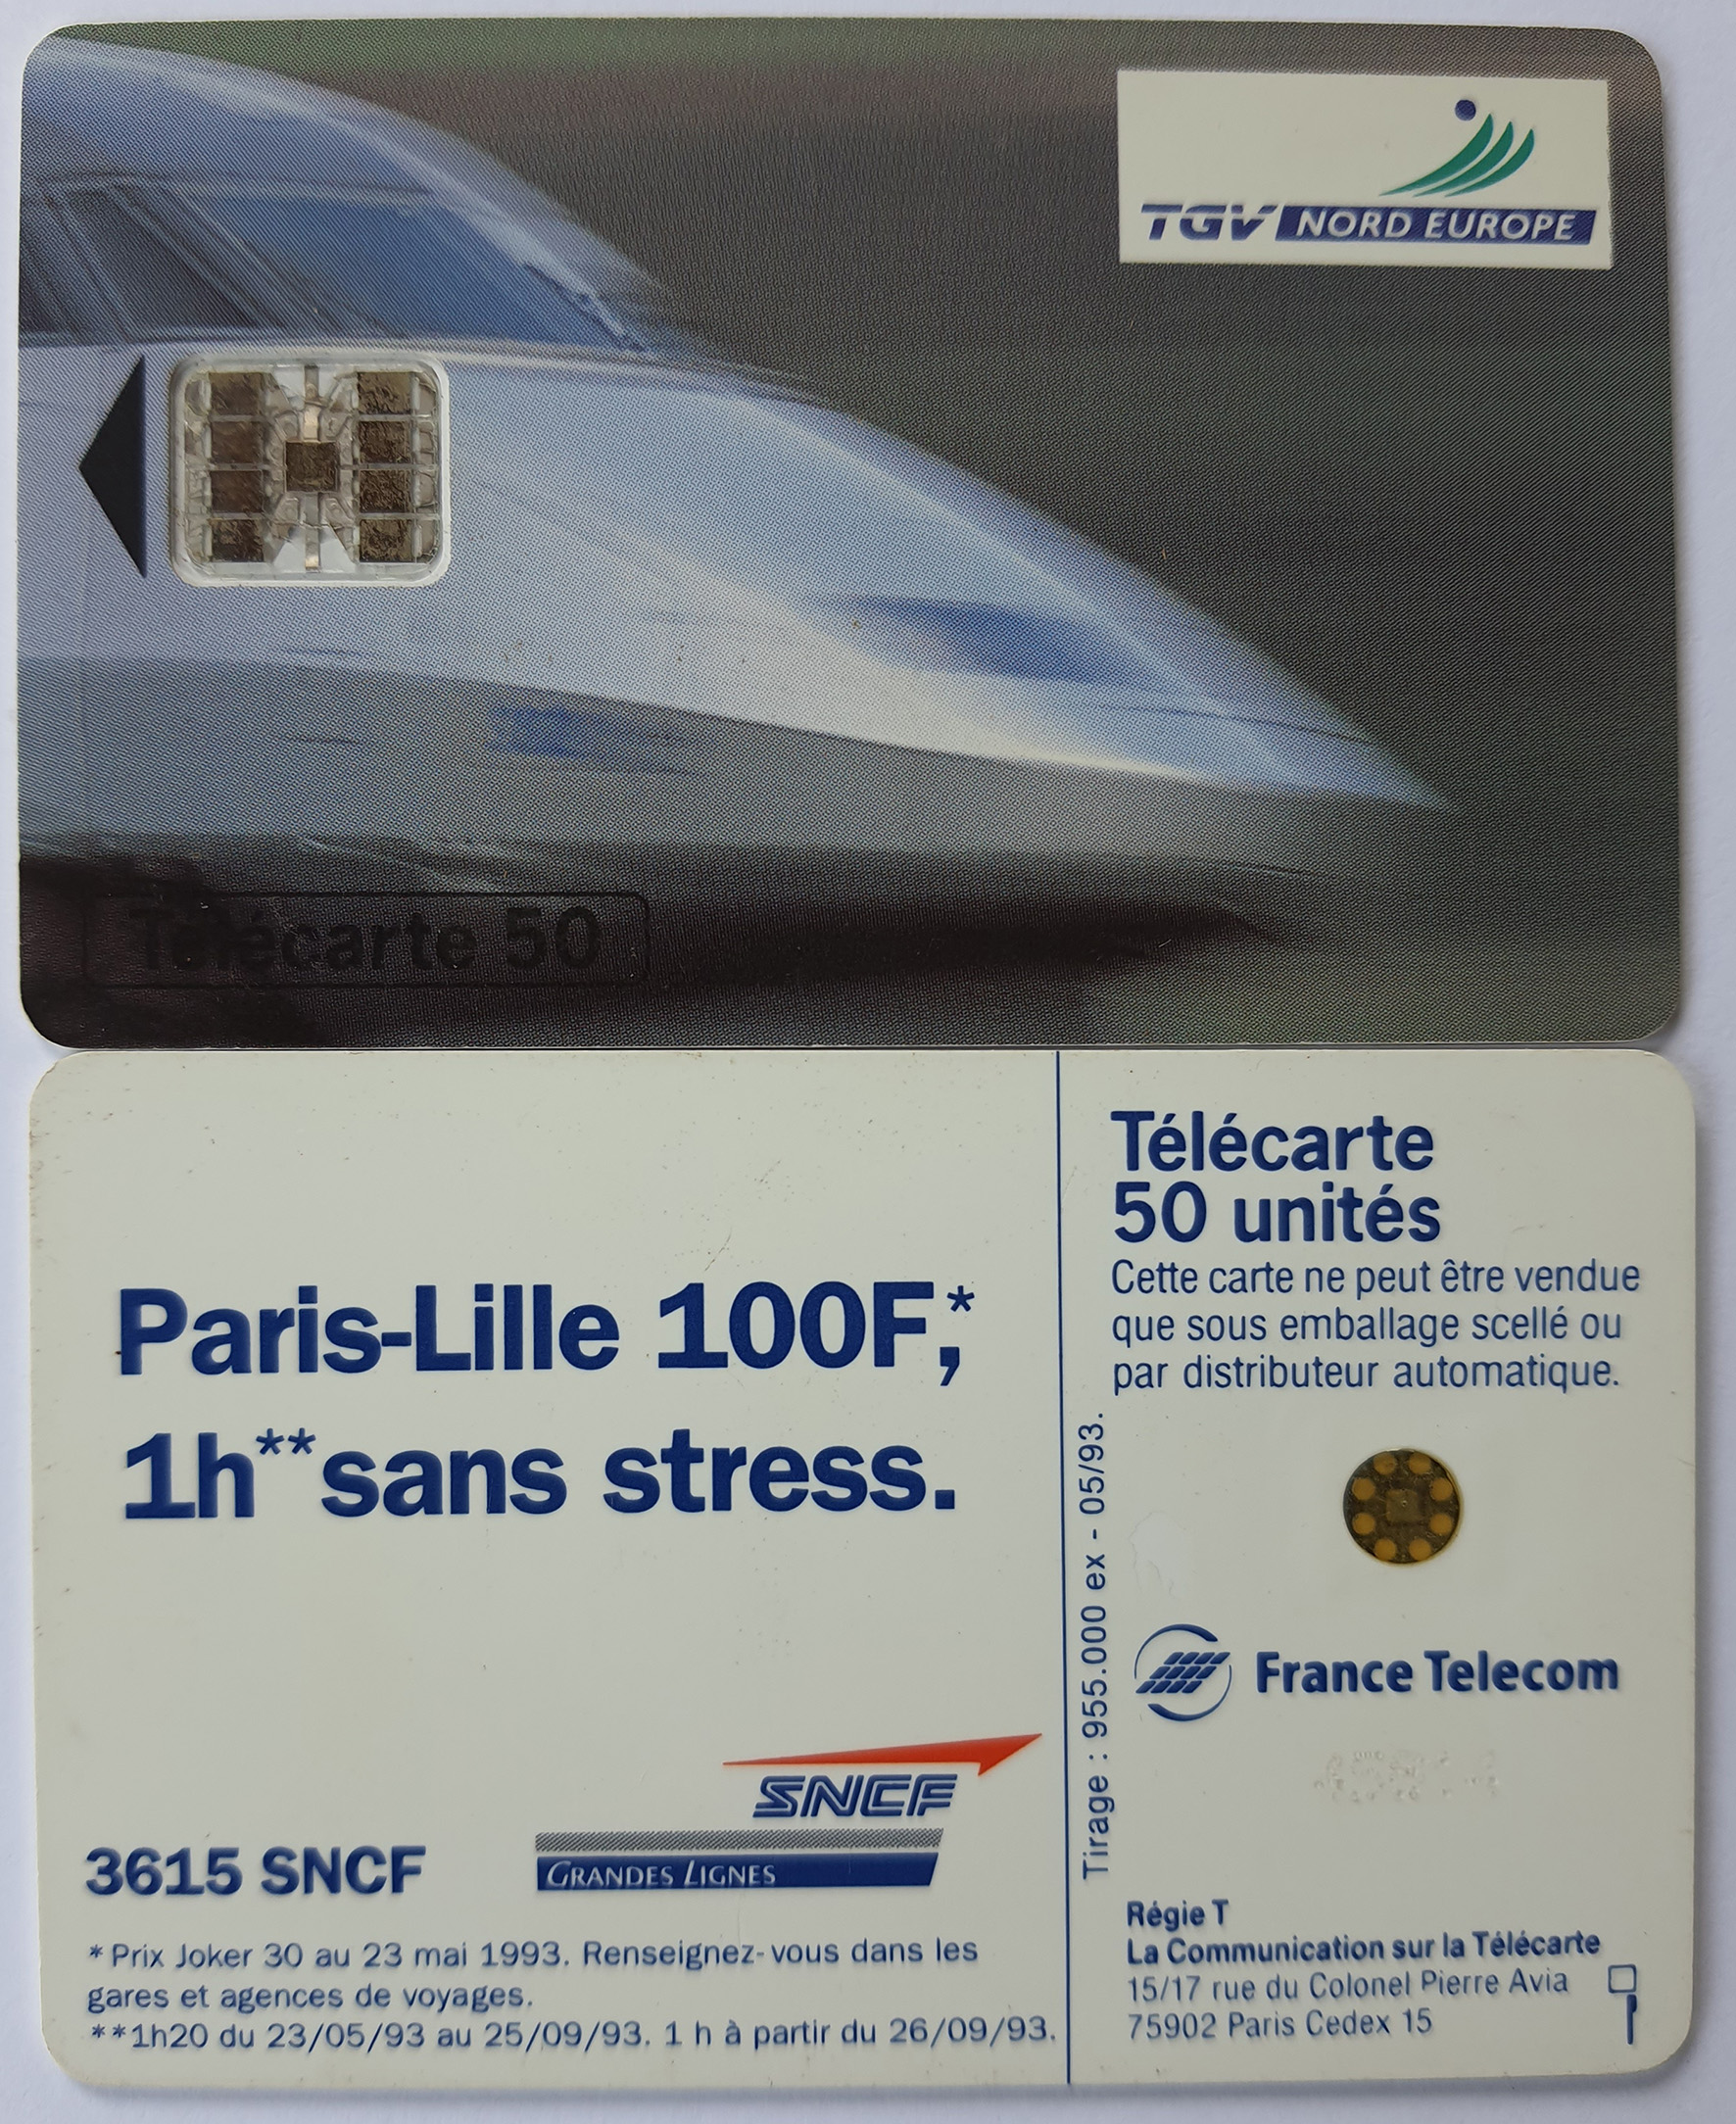 TGV NORD EUROPE
Télécarte 50
Paris-Lille 100F,*
1h**sans stress.
SNCF
GRANDES LIGNES
3615 SNCF
* Prix Joker 30 au 23 mai 1993. Renseignez-vous dans les
gares et agences de voyages.
**1h20 du 23/05/93 au 25/09/93. 1 h à partir du 26/09/93.
Tirage : 955.000 ex - 05/93.
Télécarte
50 unités
Cette carte ne peut être vendue
que sous emballage scellé ou
par distributeur automatique.
France Telecom
Régie T
La Communication sur la Télécarte
15/17 rue du Colonel Pierre Avia
75902 Paris Cedex 15